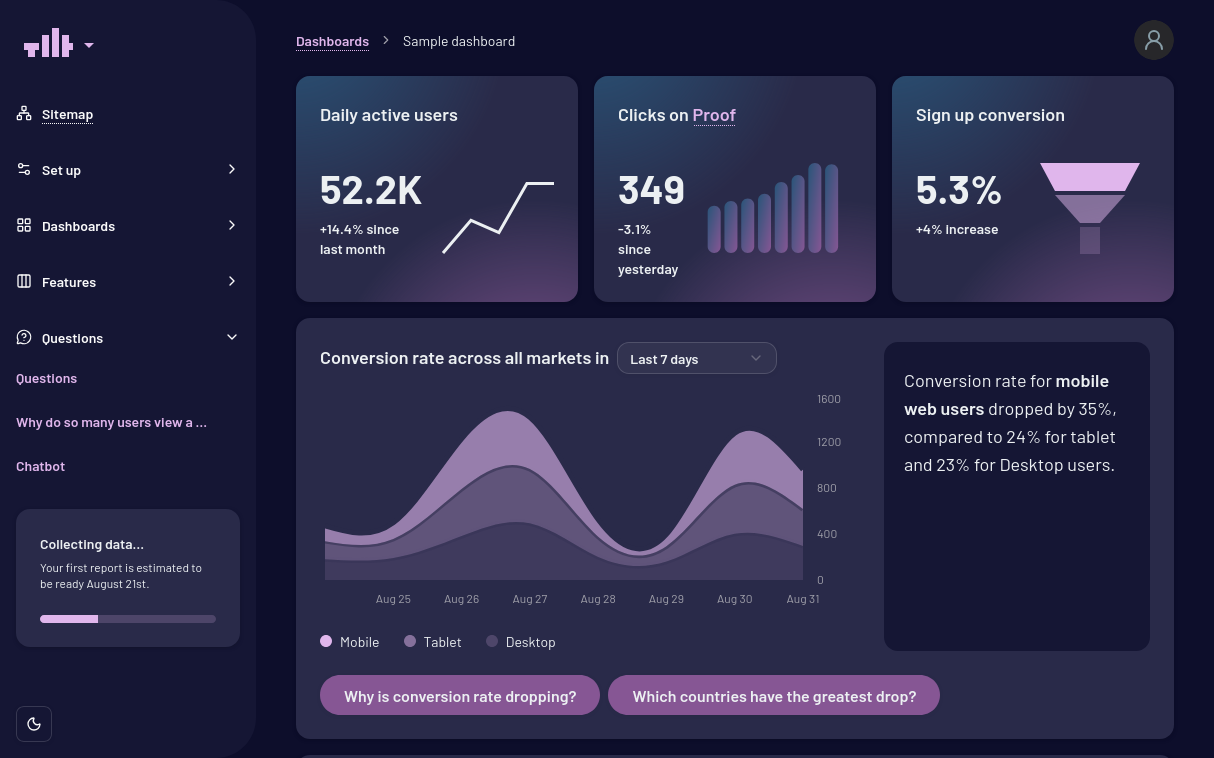 Sitemap
Set up
Dashboards
Features
Questions
Questions
Why do so many users view a ...
Chatbot
Collecting data...
Your first report is estimated to
be ready August 21st.
Dashboards
Sample dashboard
Daily active users
52.2K
+14.4% since
last month
Clicks on Proof
349
-3.1%
since
yesterday
Sign up conversion
5.3%
+4% increase
Conversion rate across all markets in
Last 7 days
1600
1200
800
400
0
Aug 25
Aug 26
Aug 27
Aug 28
Aug 29
Aug 30
Aug 31
Mobile
Tablet
Desktop
Conversion rate for mobile
web users dropped by 35%,
compared to 24% for tablet
and 23% for Desktop users.
Why is conversion rate dropping?
Which countries have the greatest drop?